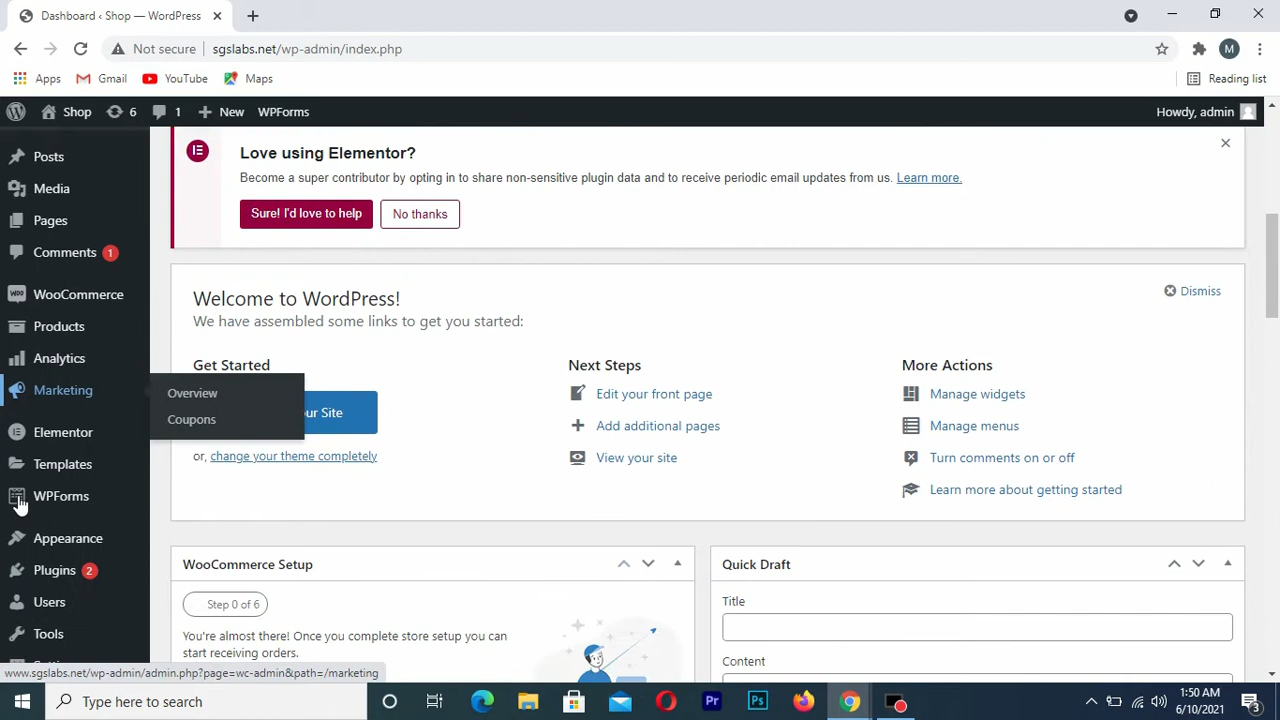 Dashboard ‹ Shop — WordPress
Not secure
sgslabs.net/wp-admin/index.php
M
Apps
Gmail
YouTube
Maps
Reading list
Shop
6
1
New
WPForms
Howdy, admin
Posts
Media
Pages
Comments 1
WooCommerce
Products
Analytics
Marketing
Overview
Coupons
Elementor
Templates
WPForms
Appearance
Plugins 2
Users
Tools
www.sgslabs.net/wp-admin/admin.php?page=wc-admin&path=/marketing
Love using Elementor?
Become a super contributor by opting in to share non-sensitive plugin data and to receive periodic email updates from us. Learn more.
Sure! I'd love to help
No thanks
Welcome to WordPress!
Dismiss
We have assembled some links to get you started:
Get Started
our Site
or, change your theme completely
Next Steps
Edit your front page
Add additional pages
View your site
More Actions
Manage widgets
Manage menus
Turn comments on or off
Learn more about getting started
WooCommerce Setup
Step 0 of 6
You're almost there! Once you complete store setup you can
start receiving orders.
Quick Draft
Title
Content
Type here to search
Pr
Ps
1:50 AM
6/10/2021
3